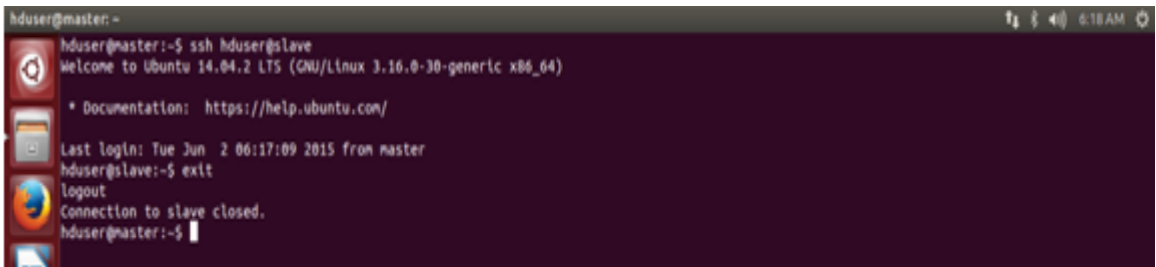 hduser@master: ~
6:18 AM
hduser@master:~$ ssh hduser@slave
Welcome to Ubuntu 14.04.2 LTS (GNU/Linux 3.16.0-30-generic x86_64)
* Documentation: https://help.ubuntu.com/
Last login: Tue Jun 2 06:17:09 2015 from master
hduser@slave:~$ exit
logout
Connection to slave closed.
hduser@master:~$